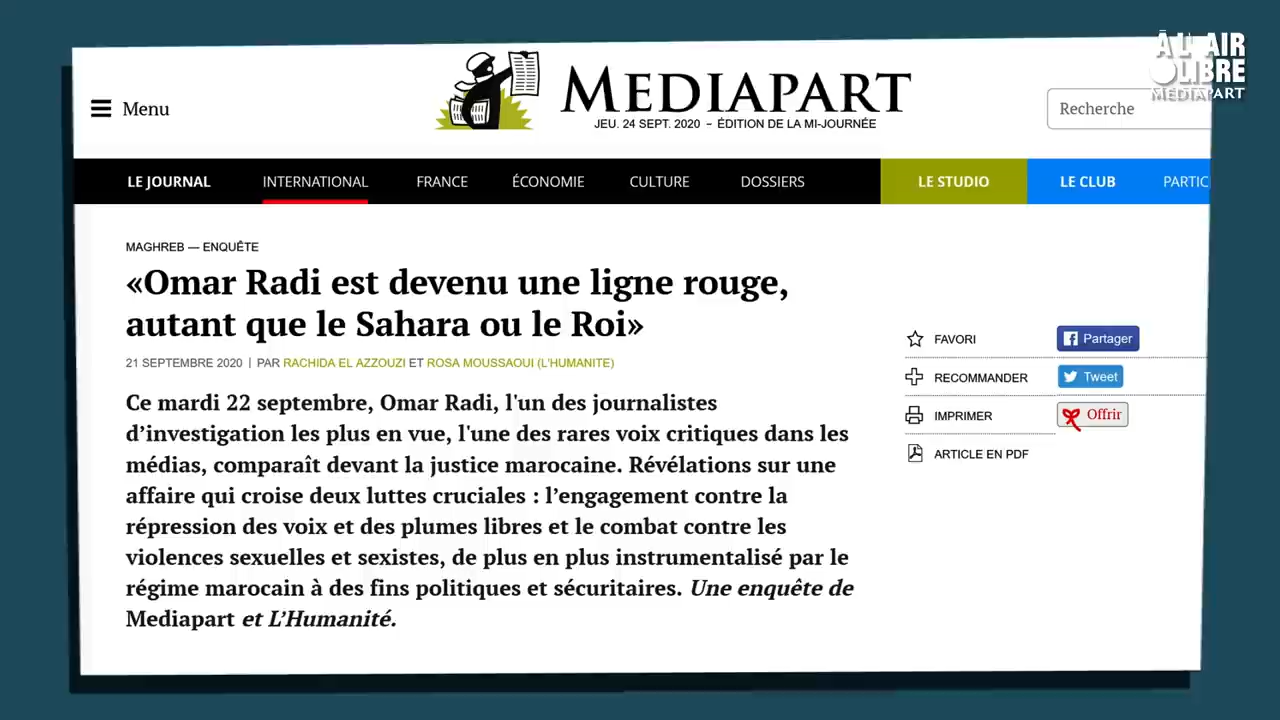 À L'AIR
LIBRE
MEDIAPART
Menu
MEDIAPART
JEU. 24 SEPT. 2020 – ÉDITION DE LA MI-JOURNÉE
Recherche
LE JOURNAL INTERNATIONAL FRANCE ÉCONOMIE CULTURE DOSSIERS LE STUDIO LE CLUB PARTIC
MAGHREB — ENQUÊTE
«Omar Radi est devenu une ligne rouge,
autant que le Sahara ou le Roi»
21 SEPTEMBRE 2020 | PAR RACHIDA EL AZZOUZI ET ROSA MOUSSAOUI (L'HUMANITE)
Ce mardi 22 septembre, Omar Radi, l'un des journalistes
d’investigation les plus en vue, l'une des rares voix critiques dans les
médias, comparaît devant la justice marocaine. Révélations sur une
affaire qui croise deux luttes cruciales : l’engagement contre la
répression des voix et des plumes libres et le combat contre les
violences sexuelles et sexistes, de plus en plus instrumentalisé par le
régime marocain à des fins politiques et sécuritaires. Une enquête de
Mediapart et L’Humanité.
FAVORI Partager
RECOMMANDER Tweet
IMPRIMER Offrir
ARTICLE EN PDF